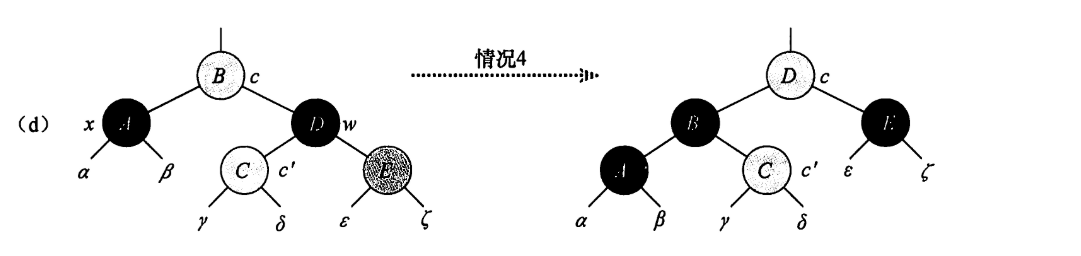 情况4
B c D c
(d) x A D w B E
C c′ E A C c′ ε ζ
α β
γ δ ε ζ α β γ δ